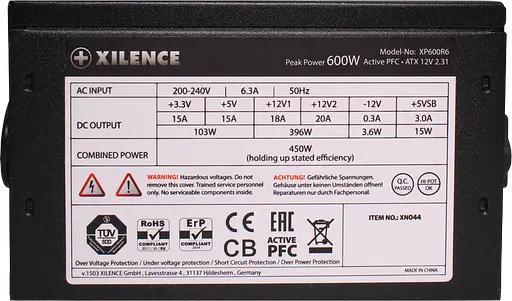 XILENCE
Model-No: XP600R6
Peak Power 600W Active PFC • ATX 12V 2.31
AC INPUT 200-240V 6.3A 50Hz
DC OUTPUT
+3.3V +5V +12V1 +12V2 -12V +5VSB
15A 15A 18A 20A 0.3A 3.0A
103W 396W 3.6W 15W
COMBINED POWER
450W
(holding up stated efficiency)
WARNING! Hazardous voltages. Do not
remove this cover. Trained service personnel
only. No serviceable components inside.
ACHTUNG! Gefährliche Spannungen.
Gehäuse unter keinen Umständen öffnen.
Reparaturen nur durch Fachpersonal.
Q.C.
PASSED
HI-POT
OK
TÜV
SÜD
RoHS
COMPLIANT
2011 / 65 / EU
ErP
COMPLIANT
2014
CE
CB
EAC
ACTIVE
PFC
ITEM NO.: XN044
Over Voltage Protection / Short Circuit Protection / Over Power Protection
Under Voltage Protection
v.1503 XILENCE GmbH, Lavesstrasse 4, 31137 Hildesheim, Germany
MADE IN CHINA